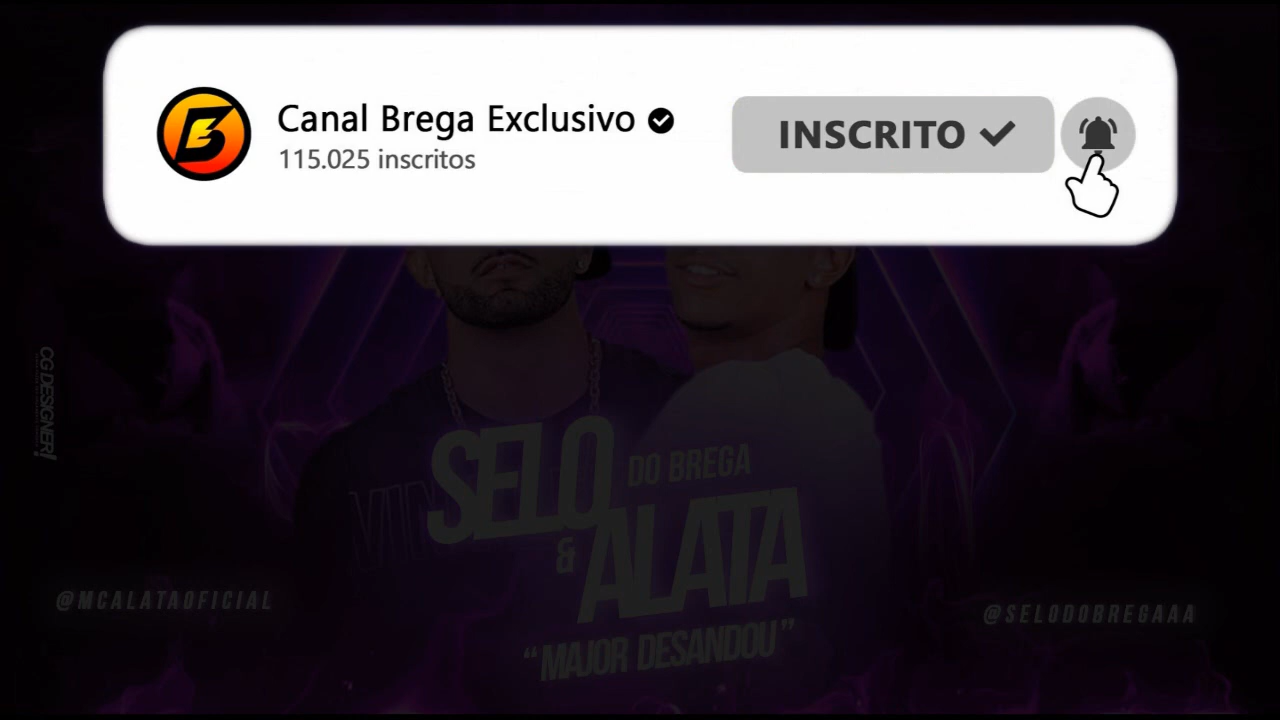 Canal Brega Exclusivo
115.025 inscritos
INSCRITO
CG DESIGNER!
SELO
DO BREGA
& ALATA
"MAJOR DESANDOU"
@MCALATAOFICIAL
@SELODOBREGAAA